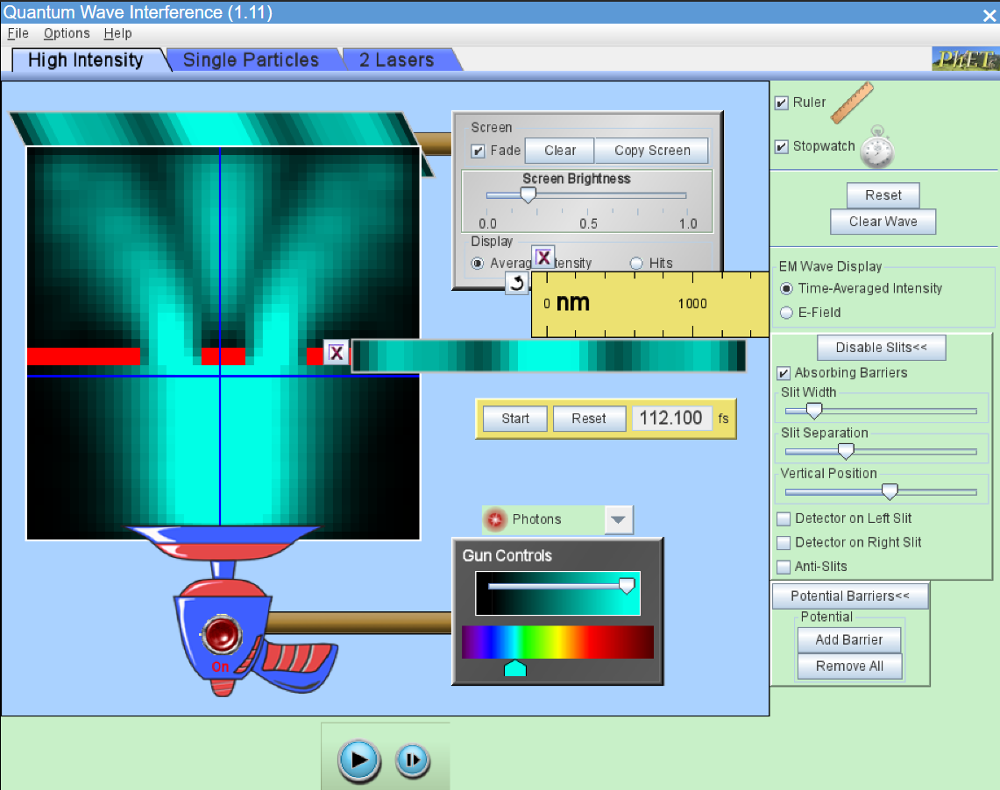 Quantum Wave Interference (1.11)
File Options Help
High Intensity Single Particles 2 Lasers
PhET
Screen
Fade Clear Copy Screen
Screen Brightness
0.0 0.5 1.0
Display
Hits
0 nm 1000
Start Reset 112.100 fs
Photons
Gun Controls
On
Ruler
Stopwatch
Reset
Clear Wave
EM Wave Display
Time-Averaged Intensity
E-Field
Disable Slits<<
Absorbing Barriers
Slit Width
Slit Separation
Vertical Position
Detector on Left Slit
Detector on Right Slit
Anti-Slits
Potential Barriers<<
Potential
Add Barrier
Remove All